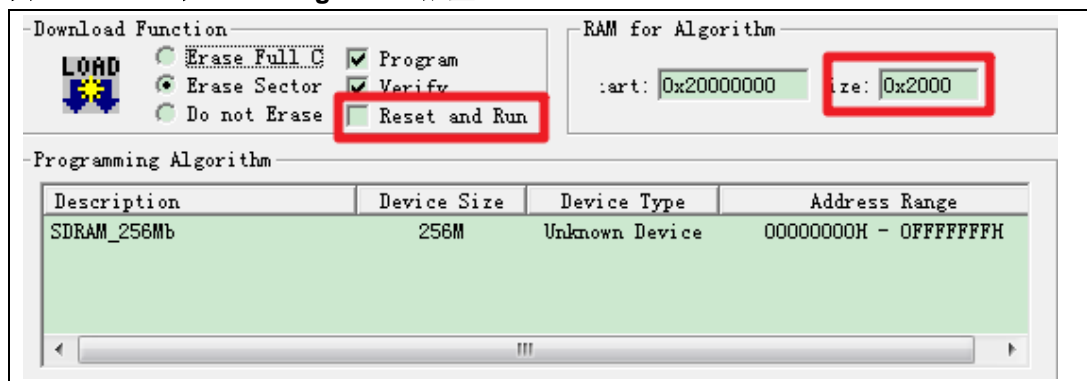 Download Function
LOAD
Erase Full C
Erase Sector
Do not Erase
Program
Verify
Reset and Run
RAM for Algorithm
:art: 0x20000000
ize: 0x2000
Programming Algorithm
Description Device Size Device Type Address Range
SDRAM_256Mb 256M Unknown Device 00000000H - 0FFFFFFFH